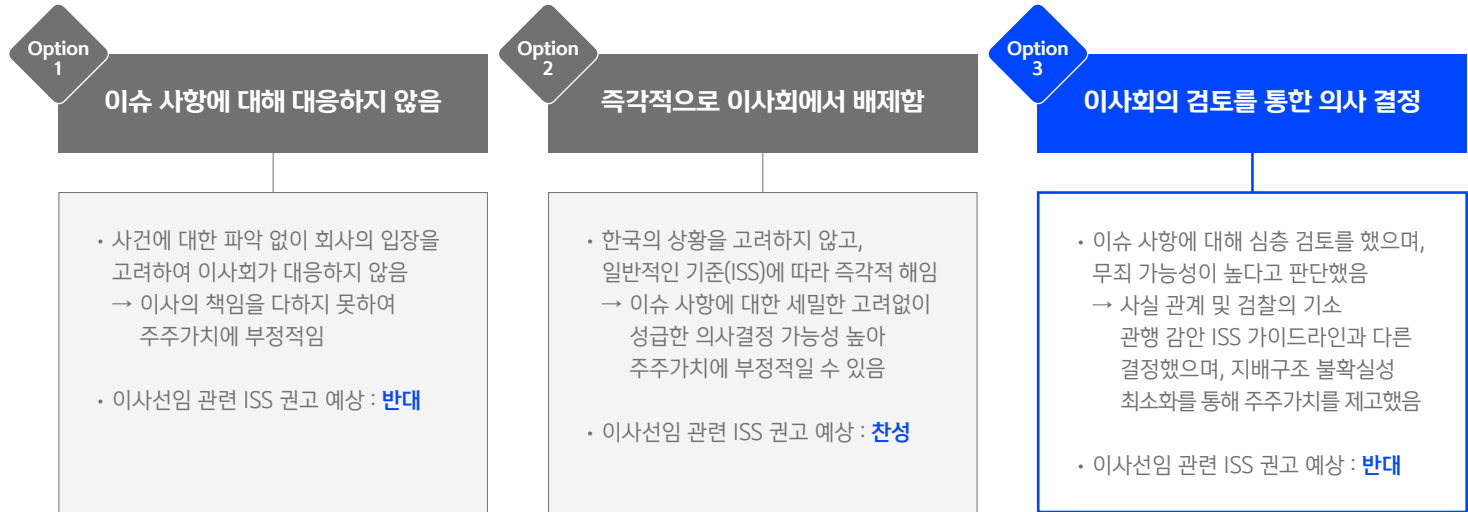 Option
1
이슈 사항에 대해 대응하지 않음
• 사건에 대한 파악 없이 회사의 입장을
고려하여 이사회가 대응하지 않음
→ 이사의 책임을 다하지 못하여
주주가치에 부정적임
• 이사선임 관련 ISS 권고 예상 : 반대
Option
2
즉각적으로 이사회에서 배제함
• 한국의 상황을 고려하지 않고,
일반적인 기준(ISS)에 따라 즉각적 해임
→ 이슈 사항에 대한 세밀한 고려없이
성급한 의사결정 가능성 높아
주주가치에 부정적일 수 있음
• 이사선임 관련 ISS 권고 예상 : 찬성
Option
3
이사회의 검토를 통한 의사 결정
• 이슈 사항에 대해 심층 검토를 했으며,
무죄 가능성이 높다고 판단했음
→ 사실 관계 및 검찰의 기소
관행 감안 ISS 가이드라인과 다른
결정했으며, 지배구조 불확실성
최소화를 통해 주주가치를 제고했음
• 이사선임 관련 ISS 권고 예상 : 반대